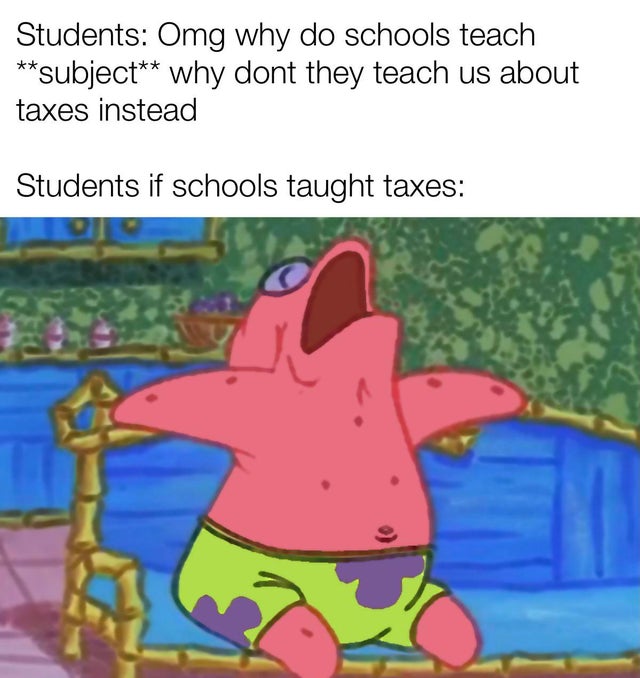 Students: Omg why do schools teach
**subject** why dont they teach us about
taxes instead
Students if schools taught taxes: